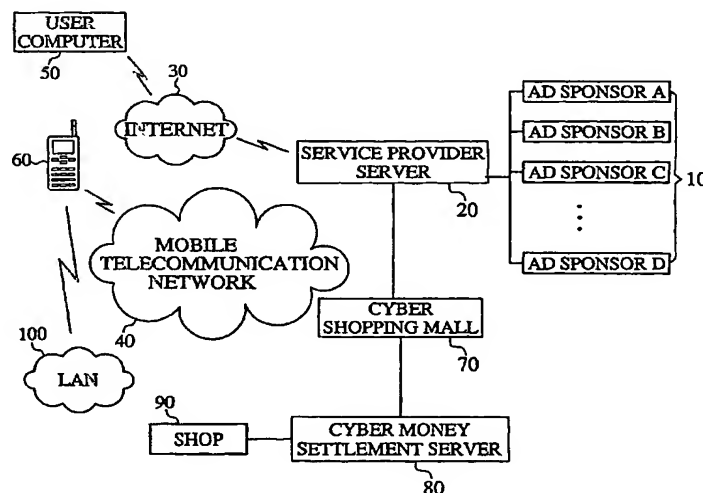 USER
COMPUTER
50
30
INTERNET
60
SERVICE PROVIDER
SERVER
20
AD SPONSOR A
AD SPONSOR B
AD SPONSOR C
AD SPONSOR D
10
MOBILE
TELECOMMUNICATION
NETWORK
40
100
LAN
CYBER
SHOPPING MALL
70
90
SHOP
CYBER MONEY
SETTLEMENT SERVER
80